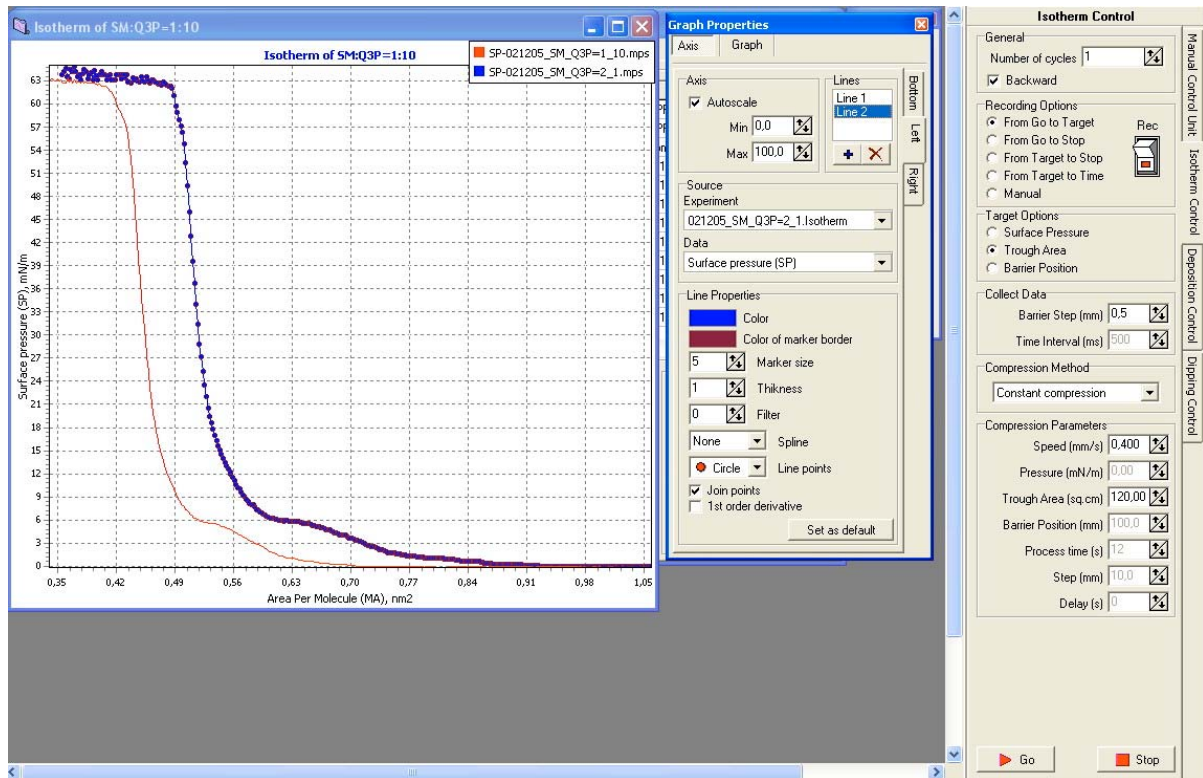 Isotherm of SM:Q3P=1:10
Isotherm of SM:Q3P=1:10
SP-021205_SM_Q3P=1_10.mps
SP-021205_SM_Q3P=2_1.mps
Surface pressure (SP), mN/m
63
60
57
54
51
48
45
42
39
36
33
30
27
24
21
18
15
12
9
6
3
0
0,35 0,42 0,49 0,56 0,63 0,70 0,77 0,84 0,91 0,98 1,05
Area Per Molecule (MA), nm2
Graph Properties
Axis Graph
Axis
Autoscale
Min 0,0
Max 100,0
Lines
Line 1
Line 2
Bottom
Left
Right
Source
Experiment
021205_SM_Q3P=2_1.Isotherm
Data
Surface pressure (SP)
Line Properties
Color
Color of marker border
5 Marker size
1 Thikness
0 Filter
None Spline
Circle Line points
Join points
1st order derivative
Set as default
Isotherm Control
General
Number of cycles 1
Backward
Recording Options
From Go to Target
From Go to Stop
From Target to Stop
From Target to Time
Manual
Rec
Target Options
Surface Pressure
Trough Area
Barrier Position
Collect Data
Barrier Step (mm) 0,5
Time Interval (ms) 500
Compression Method
Constant compression
Compression Parameters
Speed (mm/s) 0,400
Pressure (mN/m) 0,00
Trough Area (sq.cm) 120,00
Barrier Position (mm) 100,0
Process time (s) 12
Step (mm) 10,0
Delay (s) 0
Go Stop
Manual Control Unit
Isotherm Control
Deposition Control
Dipping Control